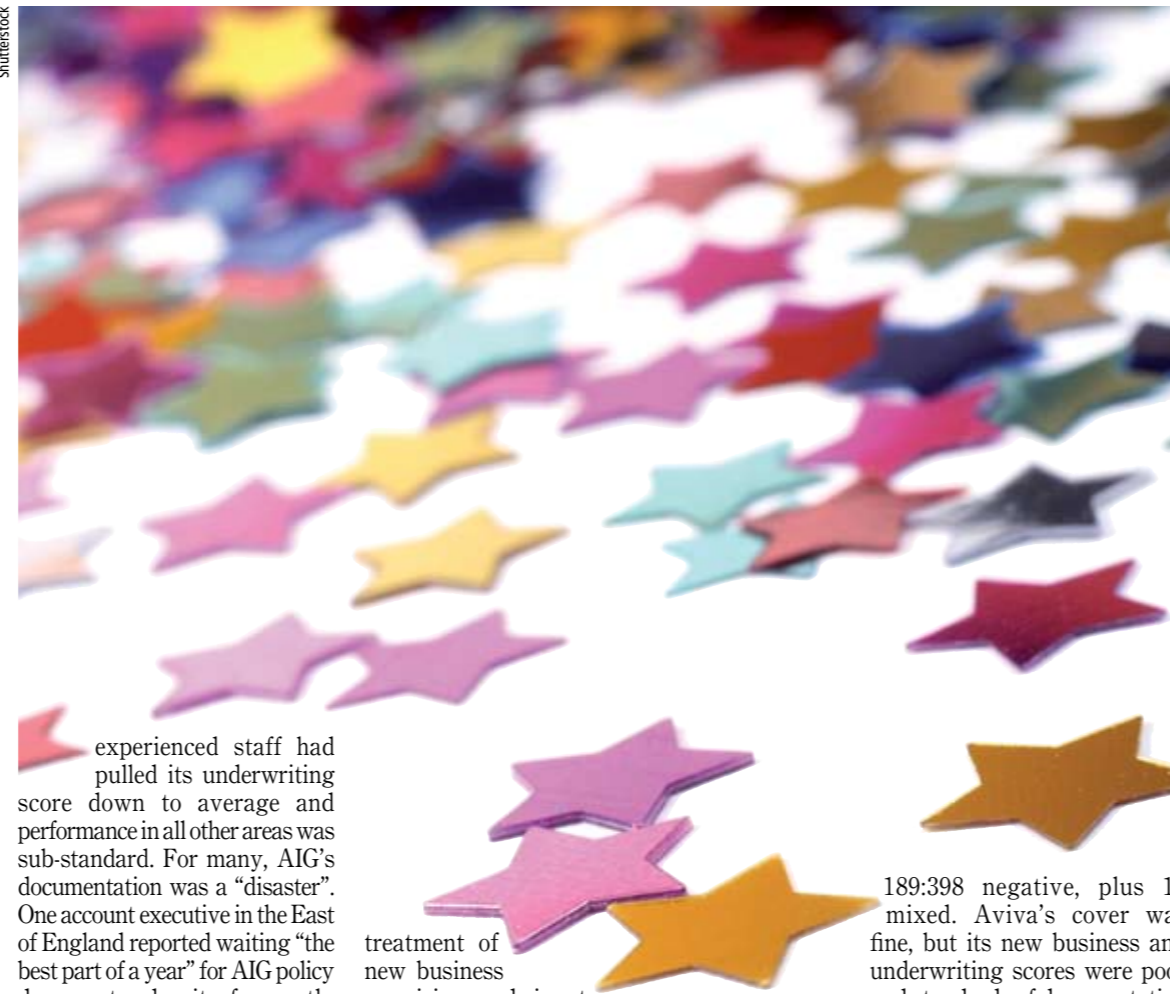 Shutterstock
experienced staff had
pulled its underwriting
score down to average and
performance in all other areas was
sub-standard. For many, AIG's
documentation was a “disaster”.
One account executive in the East
of England reported waiting “the
best part of a year” for AIG policy
treatment of
new business
189:398 negative, plus
mixed. Aviva's cover
fine, but its new business
underwriting scores were